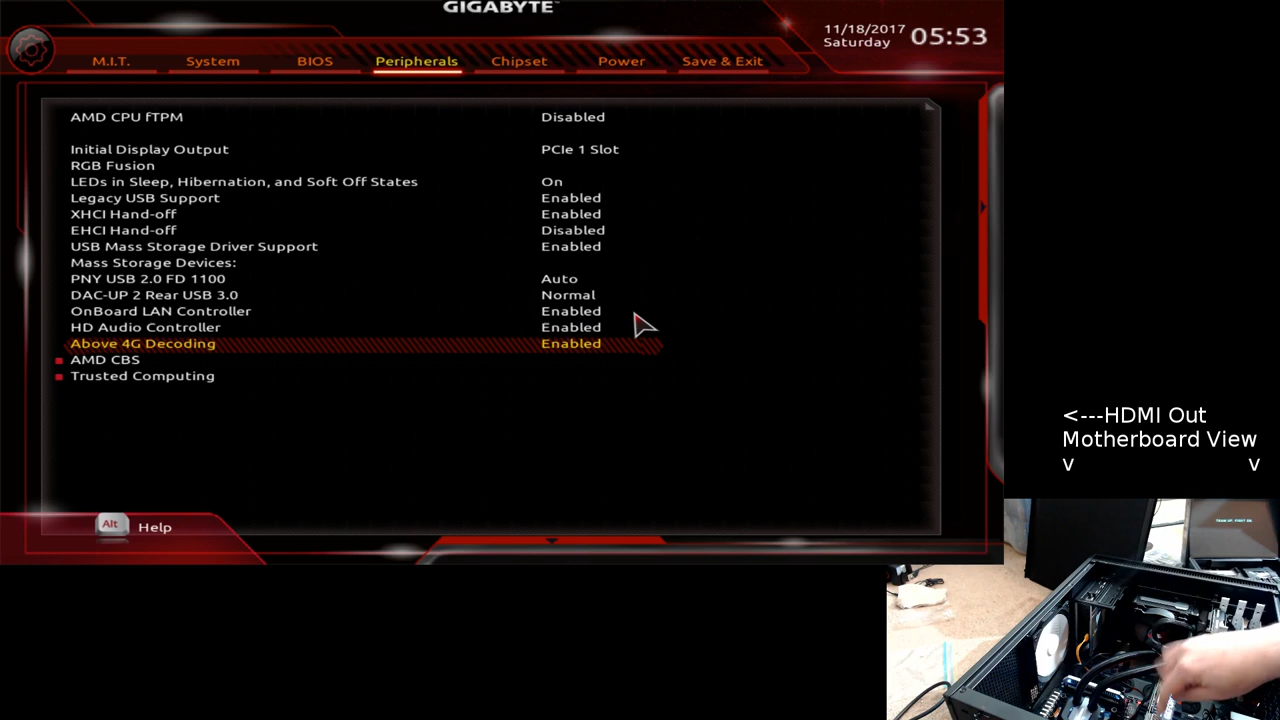 GIGABYTE™
11/18/2017 05:53
Saturday
M.I.T. System BIOS Peripherals Chipset Power Save & Exit
AMD CPU fTPM Disabled
Initial Display Output PCIe 1 Slot
RGB Fusion
LEDs in Sleep, Hibernation, and Soft Off States On
Legacy USB Support Enabled
XHCI Hand-off Enabled
EHCI Hand-off Disabled
USB Mass Storage Driver Support Enabled
Mass Storage Devices:
PNY USB 2.0 FD 1100 Auto
DAC-UP 2 Rear USB 3.0 Normal
OnBoard LAN Controller Enabled
HD Audio Controller Enabled
Above 4G Decoding Enabled
AMD CBS
Trusted Computing
Alt Help
<---HDMI Out
Motherboard View
v v